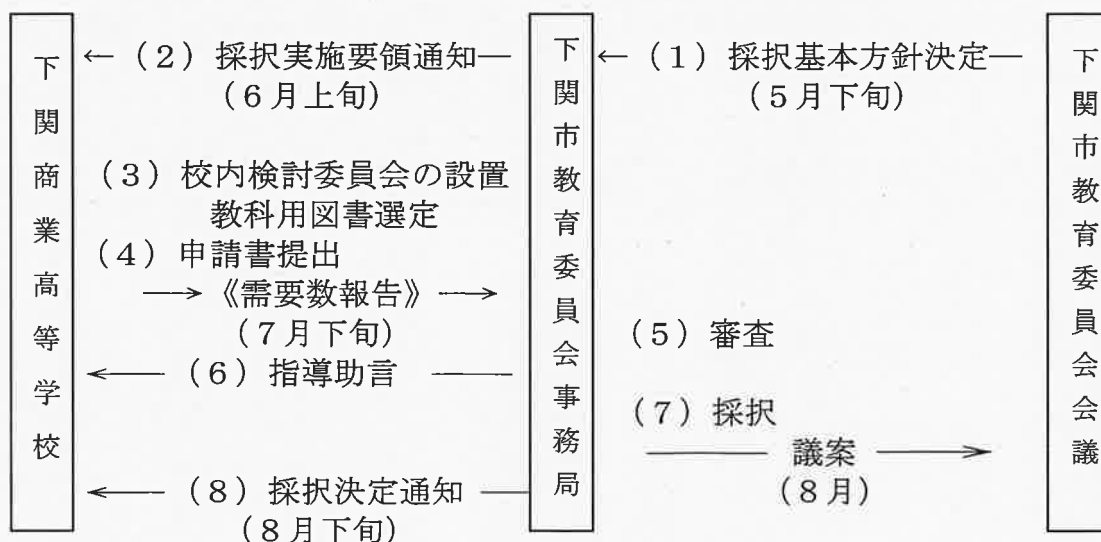 下関商業高等学校
←（２）採択実施要領通知―
（６月上旬）
（３）校内検討委員会の設置
教科用図書選定
（４）申請書提出
→《需要数報告》→
（７月下旬）
←（６）指導助言―
←（８）採択決定通知―
（８月下旬）
下関市教育委員会事務局
←（１）採択基本方針決定―
（５月下旬）
（５）審査
（７）採択
―議案→
（８月）
下関市教育委員会会議